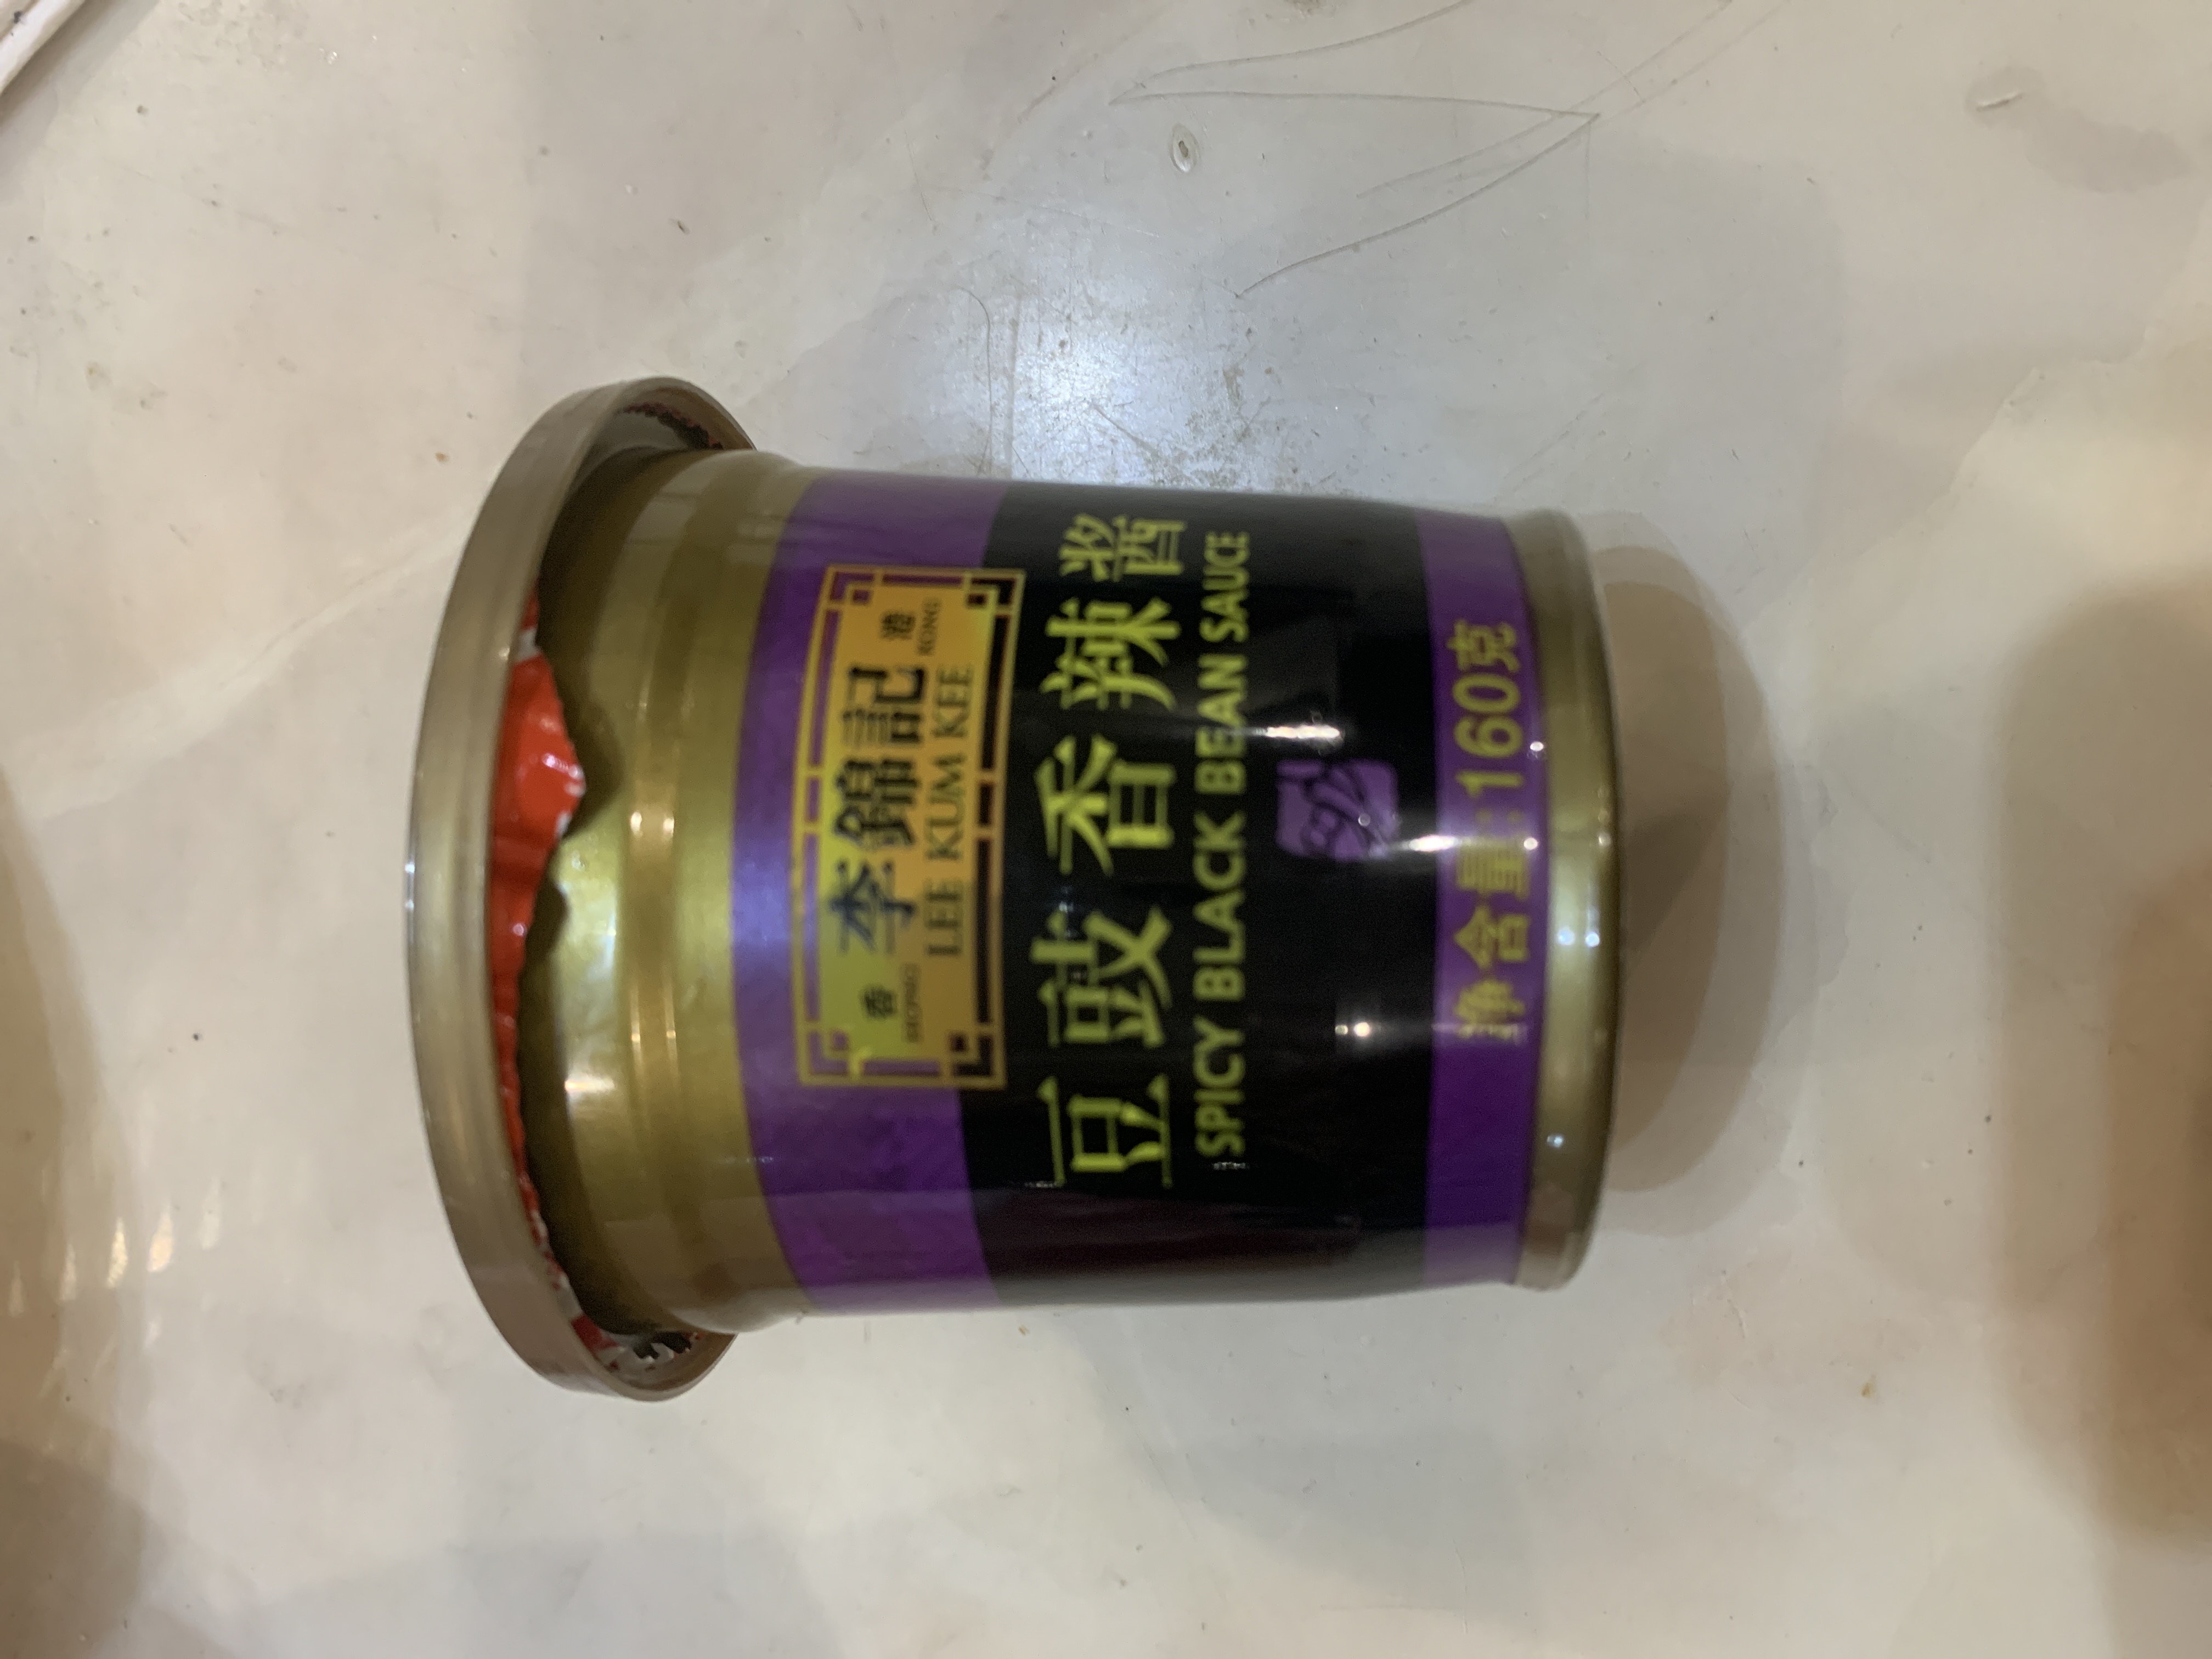 李錦記
香 港
HONG KONG
LEE KUM KEE
豆豉香辣醬
SPICY BLACK BEAN SAUCE
净含量:160克